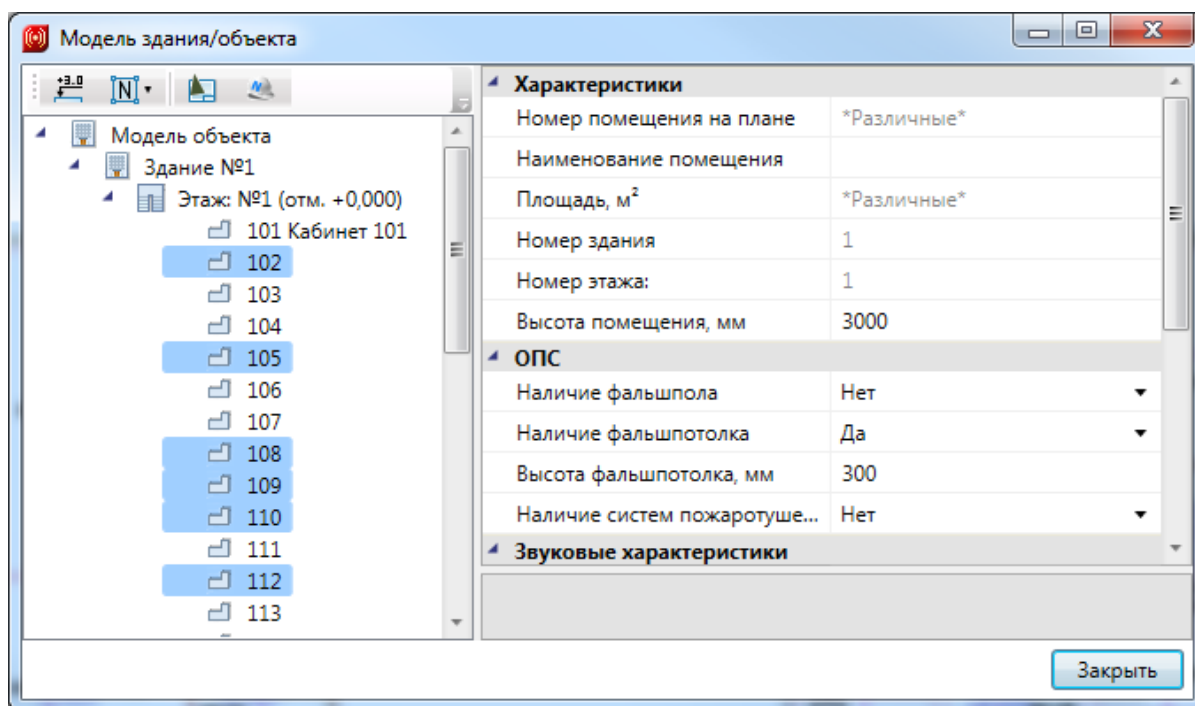 Модель здания/объекта
+3.0 N
Модель объекта
Здание №1
Этаж: №1 (отм. +0,000)
101 Кабинет 101
102
103
104
105
106
107
108
109
110
111
112
113
Характеристики
Номер помещения на плане *Различные*
Наименование помещения
Площадь, м² *Различные*
Номер здания 1
Номер этажа: 1
Высота помещения, мм 3000
ОПС
Наличие фальшпола Нет
Наличие фальшпотолка Да
Высота фальшпотолка, мм 300
Наличие систем пожаротуше... Нет
Звуковые характеристики
Закрыть